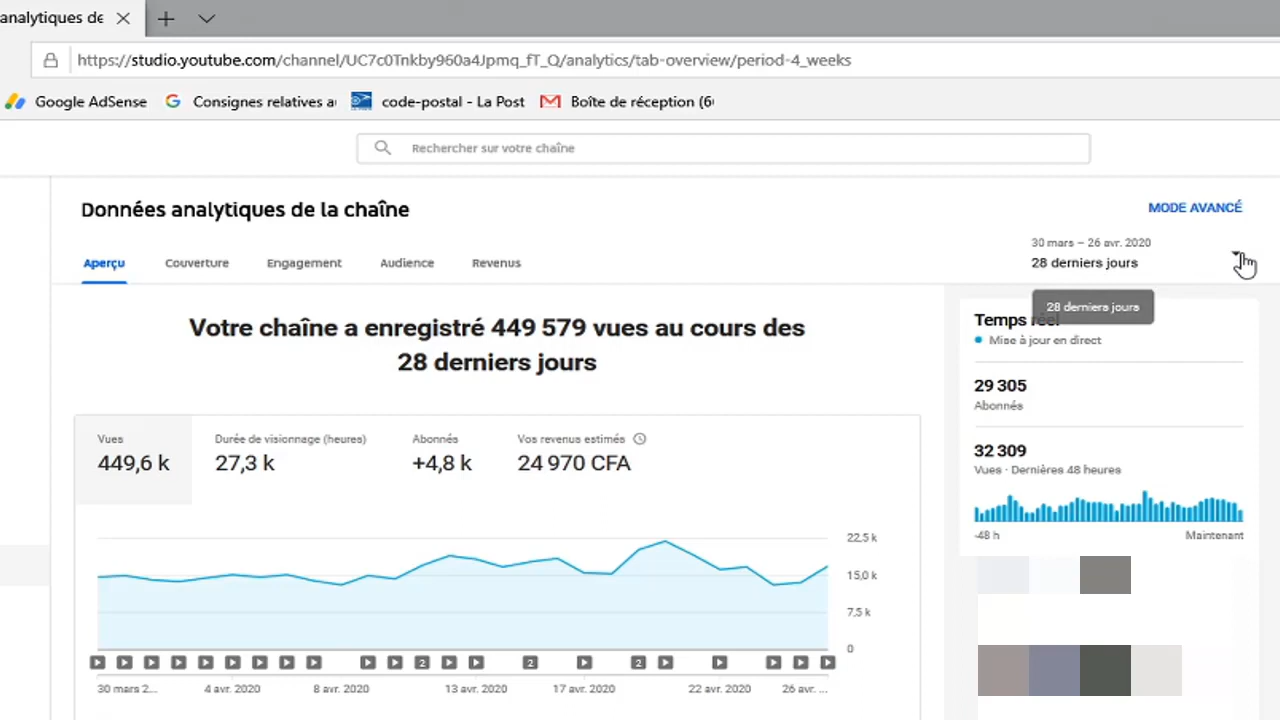 analytiques de
https://studio.youtube.com/channel/UC7c0Tnkby960a4Jpmq_fT_Q/analytics/tab-overview/period-4_weeks
Google AdSense Consignes relatives a code-postal - La Post Boîte de réception (6
Rechercher sur votre chaîne
Données analytiques de la chaîne
MODE AVANCÉ
30 mars – 26 avr. 2020
28 derniers jours
Aperçu Couverture Engagement Audience Revenus
28 derniers jours
Votre chaîne a enregistré 449 579 vues au cours des
28 derniers jours
Temps réel
Mise à jour en direct
29 305
Abonnés
32 309
Vues · Dernières 48 heures
-48 h Maintenant
Vues Durée de visionnage (heures) Abonnés Vos revenus estimés
449,6 k 27,3 k +4,8 k 24 970 CFA
22,5 k
15,0 k
7,5 k
0
2 2 2
30 mars 2... 4 avr. 2020 8 avr. 2020 13 avr. 2020 17 avr. 2020 22 avr. 2020 26 avr. ...